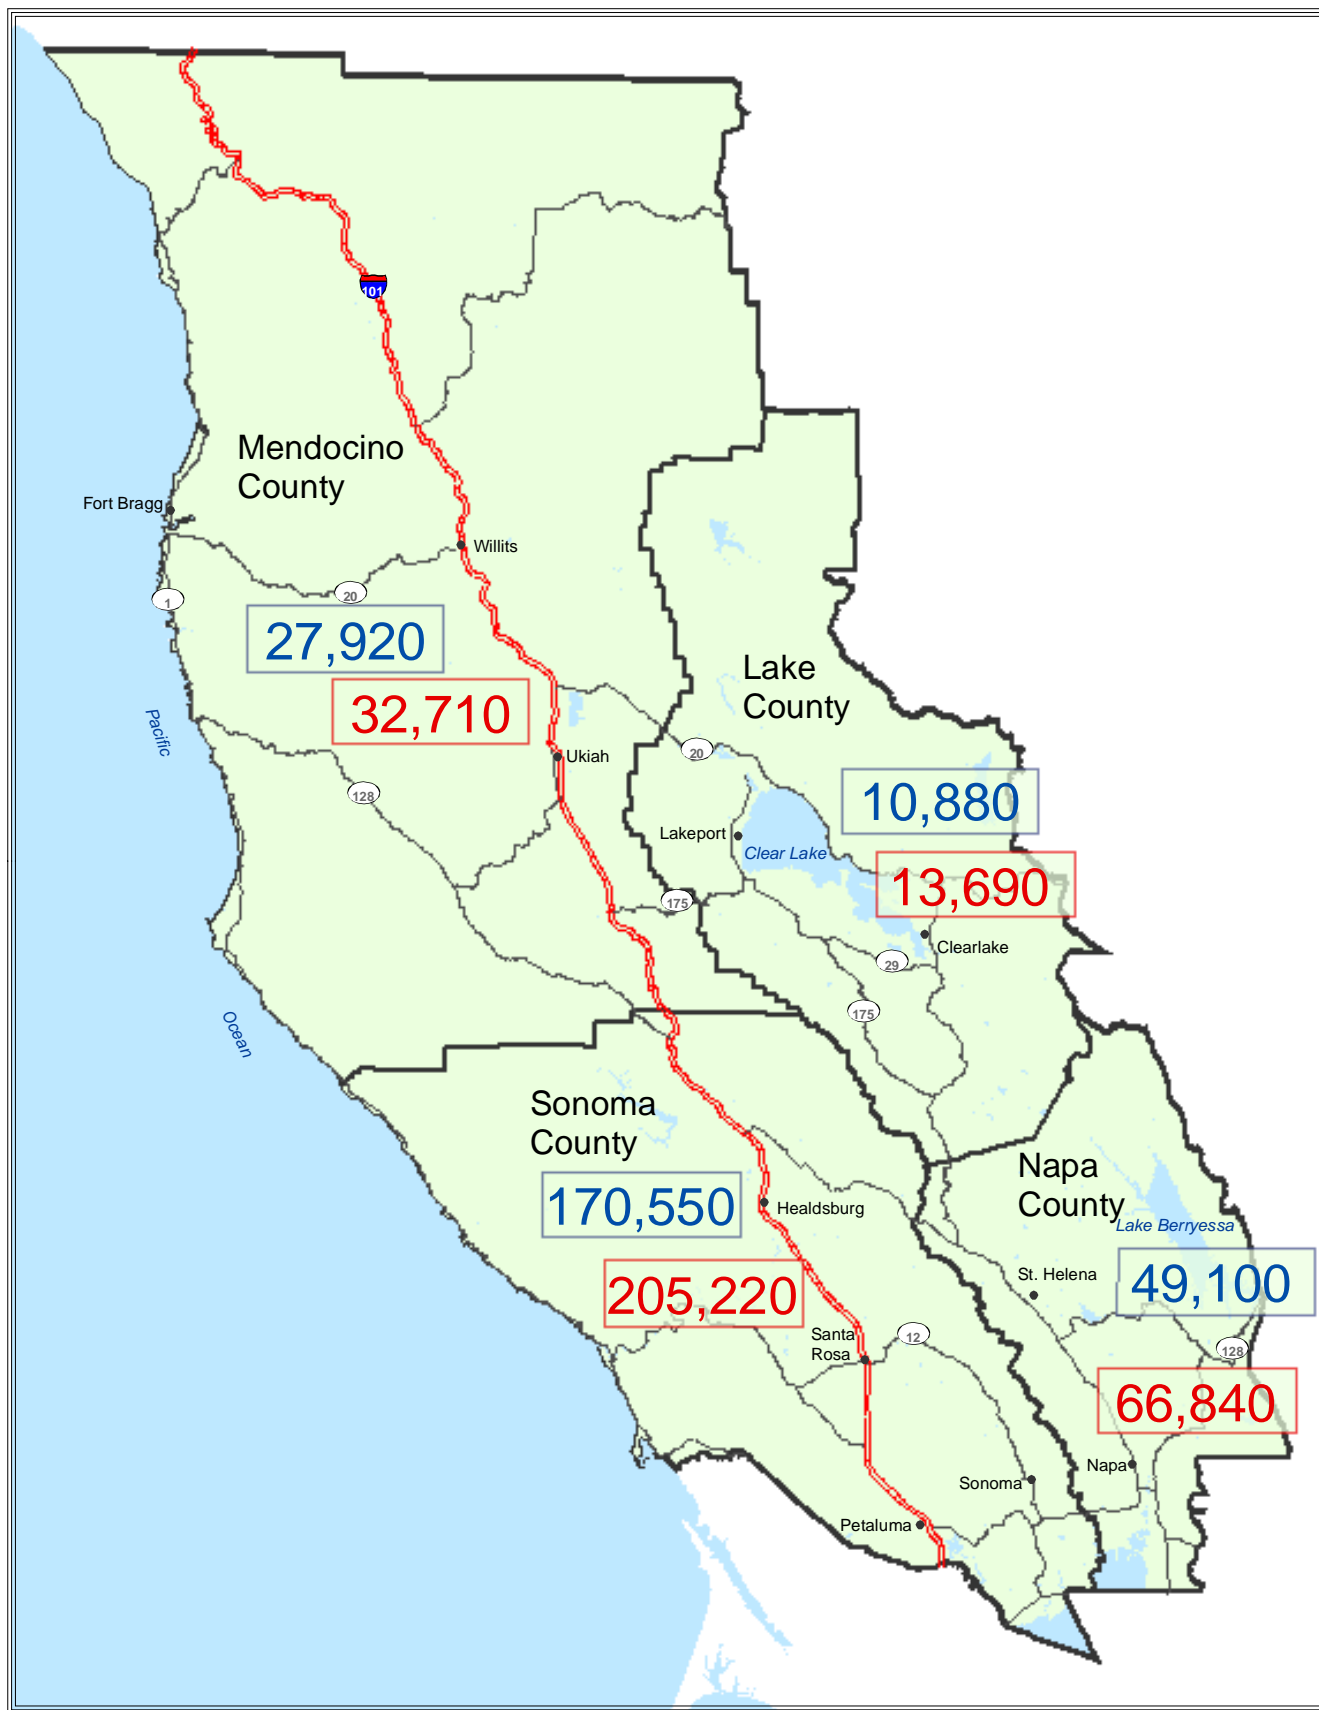 101
Mendocino
County
Fort Bragg
Willits
1
20
27,920
Lake
County
32,710
Pacific
20
Ukiah
128
10,880
Lakeport
Clear Lake
13,690
175
Clearlake
29
175
Ocean
Sonoma
County
Napa
County
170,550
Healdsburg
Lake Berryessa
St. Helena
49,100
205,220
Santa
Rosa
12
128
66,840
Napa
Sonoma
Petaluma